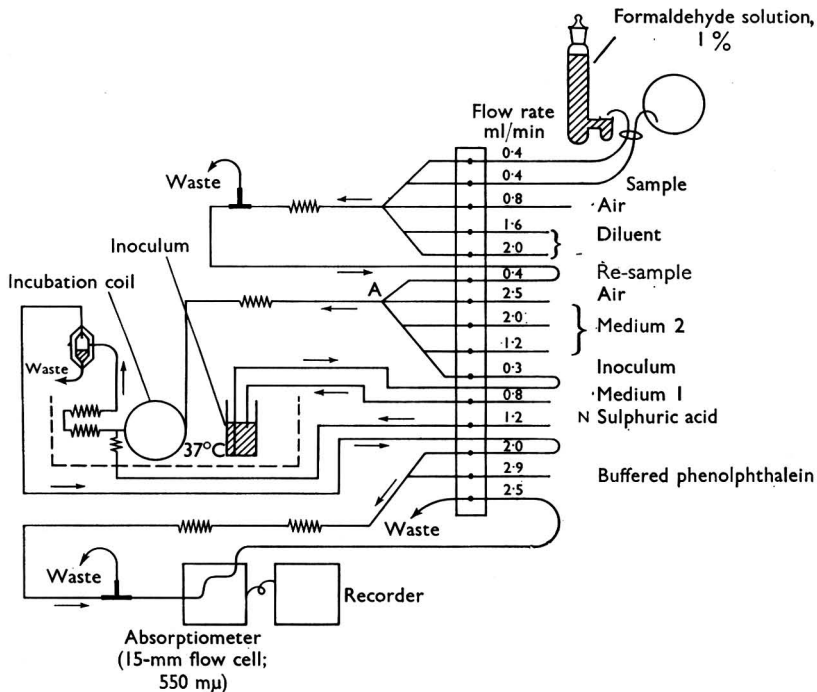 Formaldehyde solution,
1 %
Flow rate
ml/min
0·4
0·4
Sample
Waste
0·8
Air
1·6
Diluent
2·0
Inoculum
0·4
Re-sample
Incubation coil
A
2·5
Air
2·0
Medium 2
1·2
Waste
0·3
Inoculum
0·8
Medium 1
1·2
N Sulphuric acid
37°C
2·0
2·9
Buffered phenolphthalein
2·5
Waste
Waste
Recorder
Absorptiometer
(15-mm flow cell;
550 mμ)